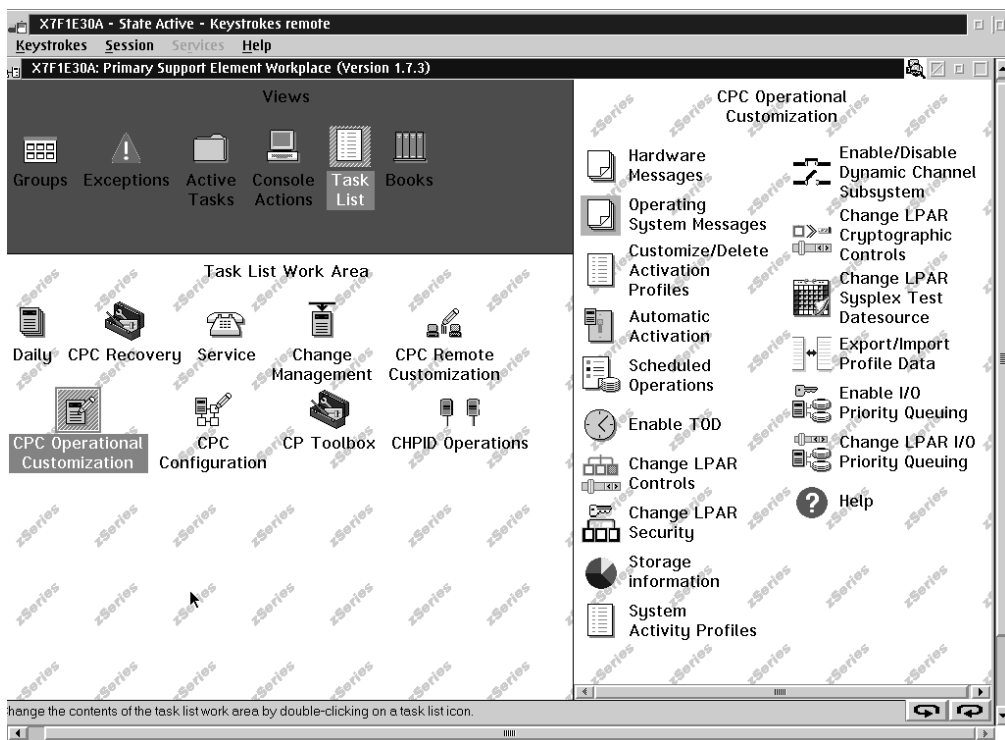 X7F1E30A - State Active - Keystrokes remote
Keystrokes Session Services Help
X7F1E30A: Primary Support Element Workplace (Version 1.7.3)
Views
Groups Exceptions Active Tasks Console Actions Task List Books
Task List Work Area
Daily CPC Recovery Service Change Management CPC Remote Customization
CPC Operational Customization CPC Configuration CP Toolbox CHPID Operations
CPC Operational
Customization
Hardware
Messages
Operating
System Messages
Customize/Delete
Activation
Profiles
Automatic
Activation
Scheduled
Operations
Enable TOD
Change LPAR
Controls
Change LPAR
Security
Storage
information
System
Activity Profiles
Enable/Disable
Dynamic Channel
Subsystem
Change LPAR
Cryptographic
Controls
Change LPAR
Sysplex Test
Datesource
Export/Import
Profile Data
Enable I/O
Priority Queuing
Change LPAR I/O
Priority Queuing
Help
zSeries
hange the contents of the task list work area by double-clicking on a task list icon.